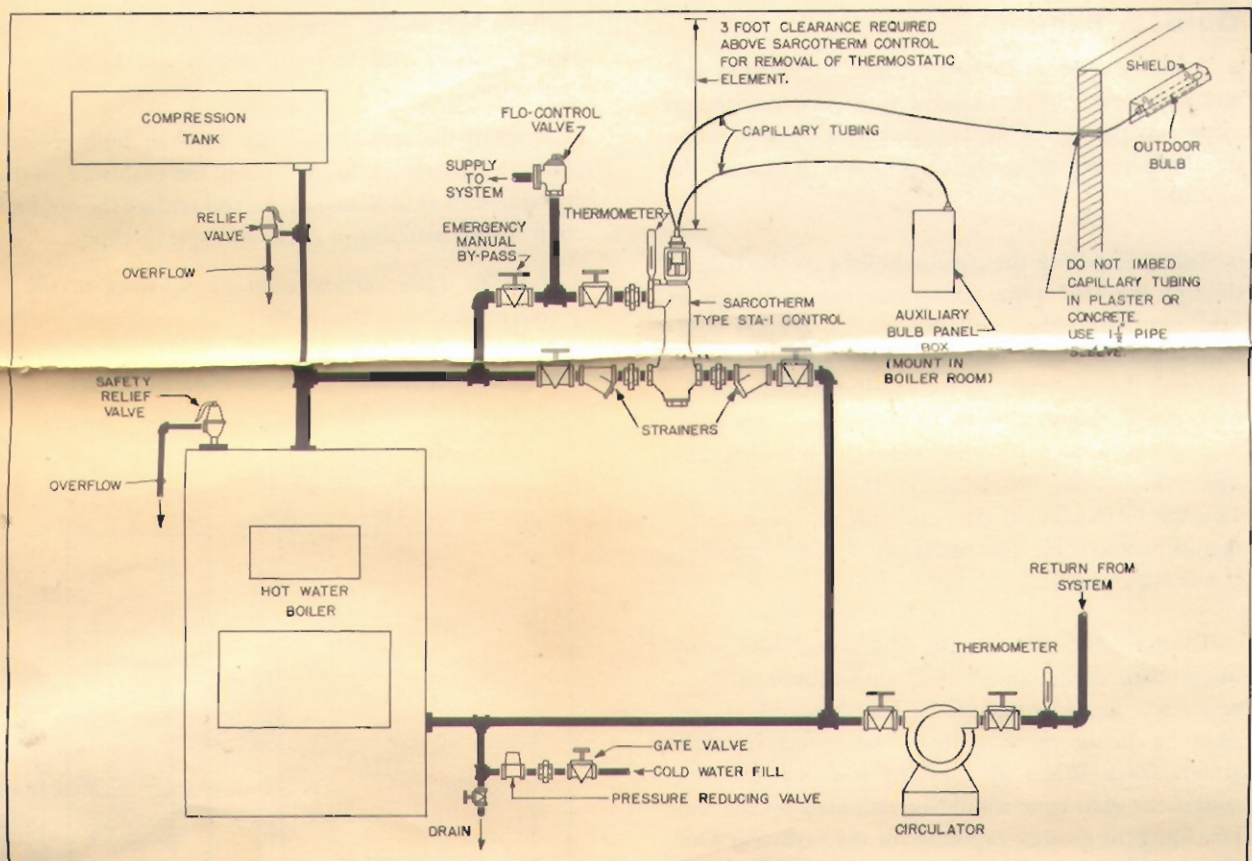 3 FOOT CLEARANCE REQUIRED
ABOVE SARCOTHERM CONTROL
FOR REMOVAL OF THERMOSTATIC
ELEMENT.
SHIELD
COMPRESSION
TANK
FLO-CONTROL
VALVE
CAPILLARY TUBING
OUTDOOR
BULB
SUPPLY
TO
SYSTEM
RELIEF
VALVE
THERMOMETER
EMERGENCY
MANUAL
BY-PASS
OVERFLOW
DO NOT IMBED
CAPILLARY TUBING
IN PLASTER OR
CONCRETE.
USE 1½" PIPE
SLEEVE.
SARCOTHERM
TYPE STA-1 CONTROL
AUXILIARY
BULB PANEL
BOX
(MOUNT IN
BOILER ROOM)
SAFETY
RELIEF
VALVE
STRAINERS
OVERFLOW
HOT WATER
BOILER
RETURN FROM
SYSTEM
THERMOMETER
GATE VALVE
COLD WATER FILL
PRESSURE REDUCING VALVE
DRAIN
CIRCULATOR